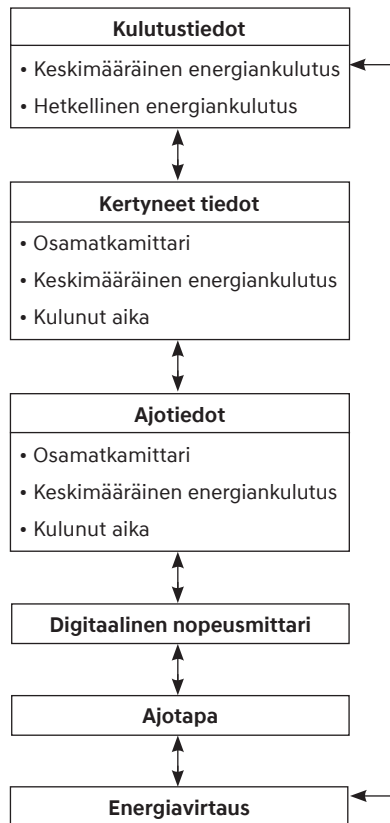 Kulutustiedot
• Keskimääräinen energiankulutus
• Hetkellinen energiankulutus
Kertyneet tiedot
• Osamatkamittari
• Keskimääräinen energiankulutus
• Kulunut aika
Ajotiedot
• Osamatkamittari
• Keskimääräinen energiankulutus
• Kulunut aika
Digitaalinen nopeusmittari
Ajotapa
Energiavirtaus